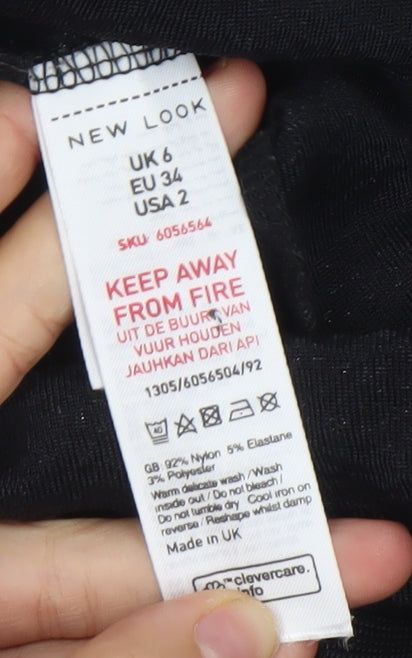 NEW LOOK
UK 6
EU 34
USA 2
SKU: 6056564
KEEP AWAY
FROM FIRE
UIT DE BUURT VAN
VUUR HOUDEN
JAUHKAN DARI API
1305/6056504/92
40
GB: 92% Nylon 5% Elastane
3% Polyester
Warm delicate wash /Wash
inside out / Do not bleach /
Do not tumble dry Cool iron on
reverse / Reshape whilst damp
Made in UK
™clevercare.
info